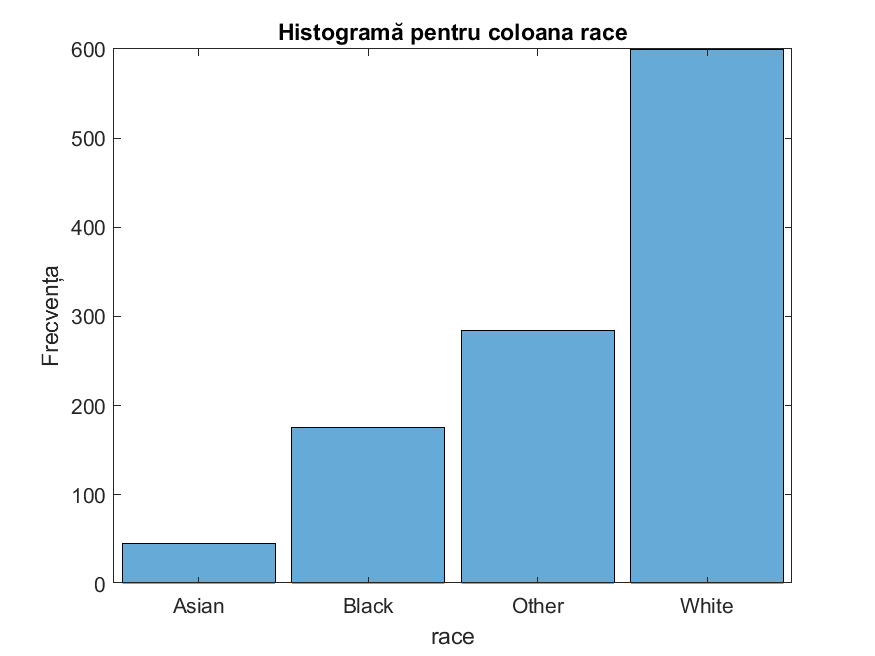 Histogramă pentru coloana race
600
500
400
300
200
100
0
Frecvența
Asian Black Other White
race